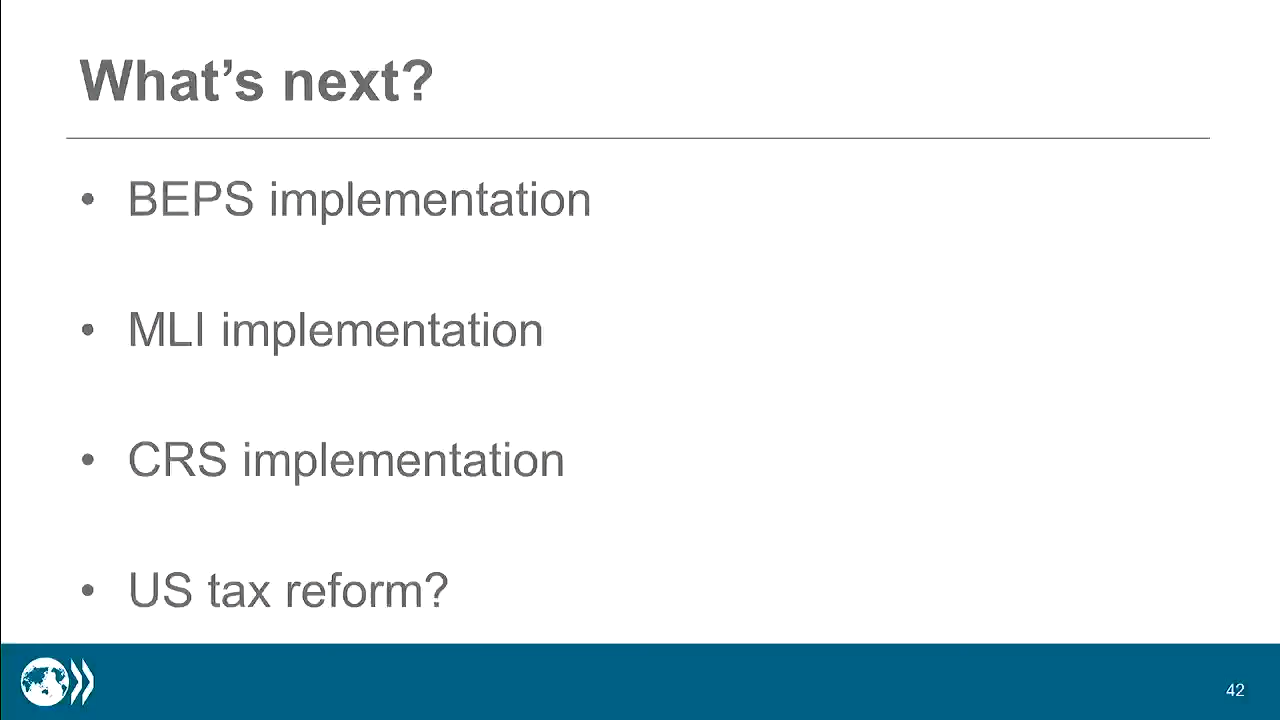 What’s next?
• BEPS implementation
• MLI implementation
• CRS implementation
• US tax reform?
42